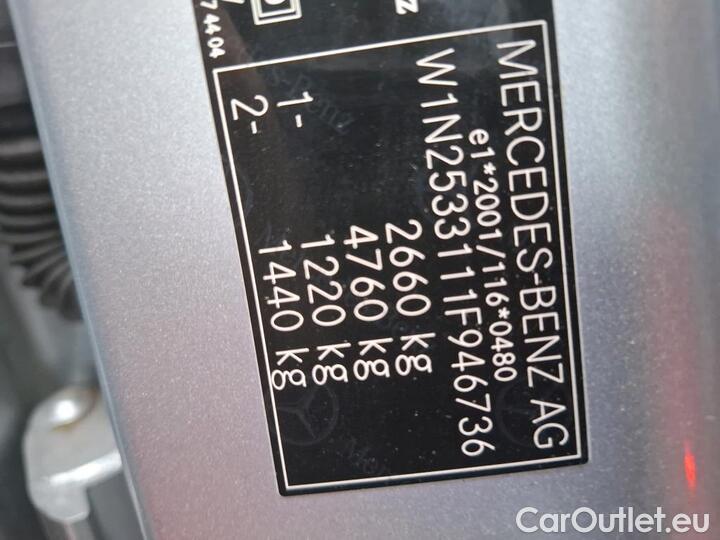 MERCEDES-BENZ AG
e1*2001/116*0480
W1N2533111F946736
2660 kg
4760 kg
1- 1220 kg
2- 1440 kg
CarOutlet.eu